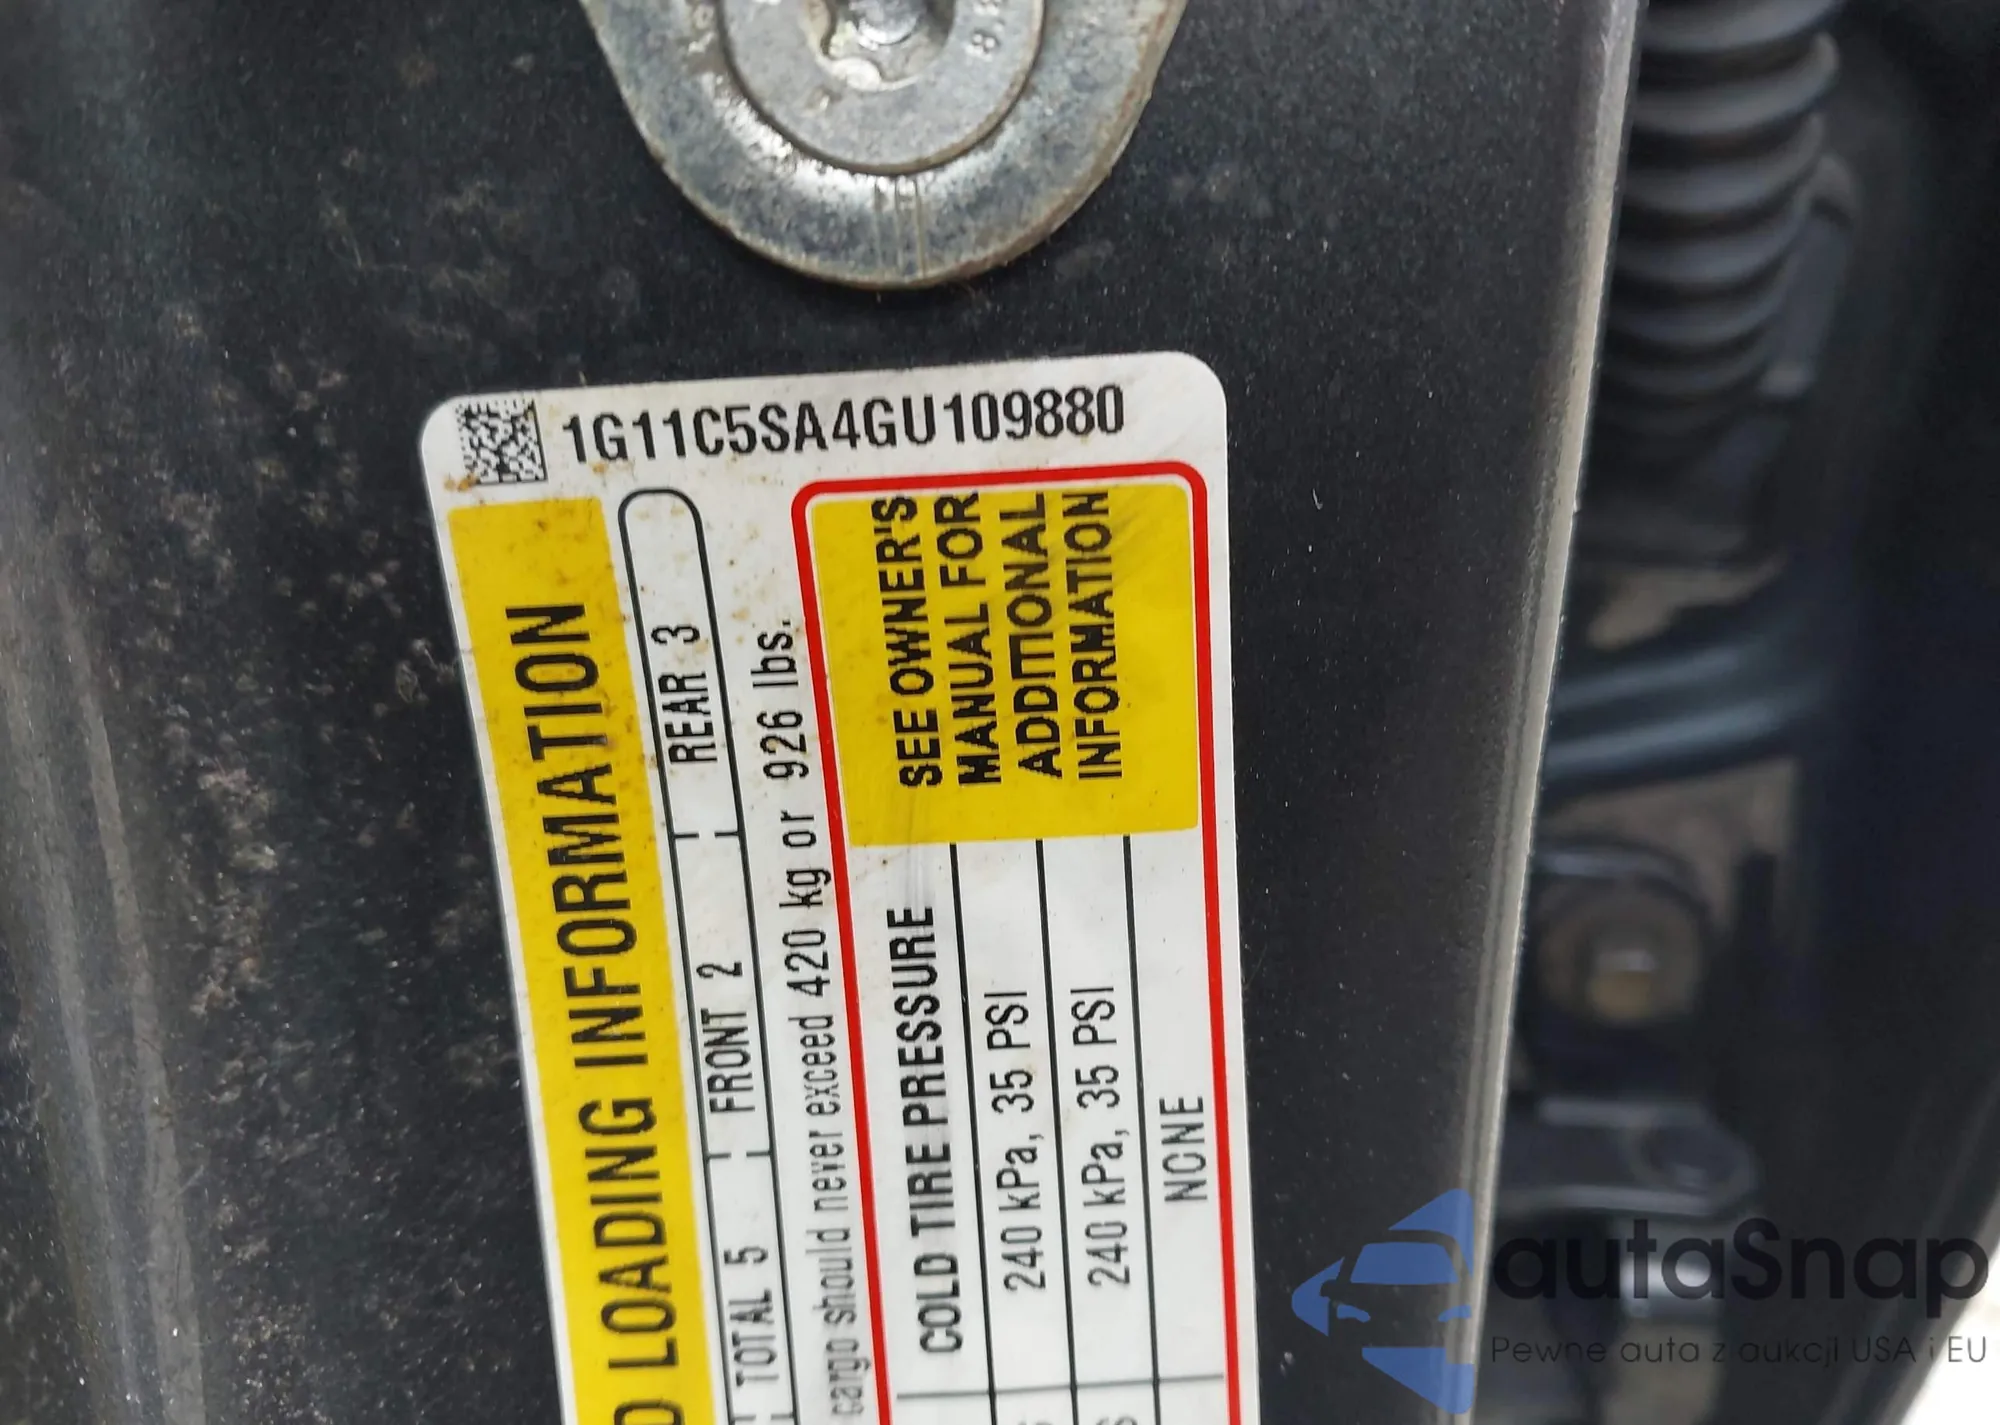 1G11C5SA4GU109880
LOADING INFORMATION
TOTAL 5 FRONT 2 REAR 3
cargo should never exceed 420 kg or 926 lbs.
COLD TIRE PRESSURE
240 kPa, 35 PSI
240 kPa, 35 PSI
NONE
SEE OWNER'S
MANUAL FOR
ADDITIONAL
INFORMATION
autaSnap
Pewne auta z aukcji USA i EU